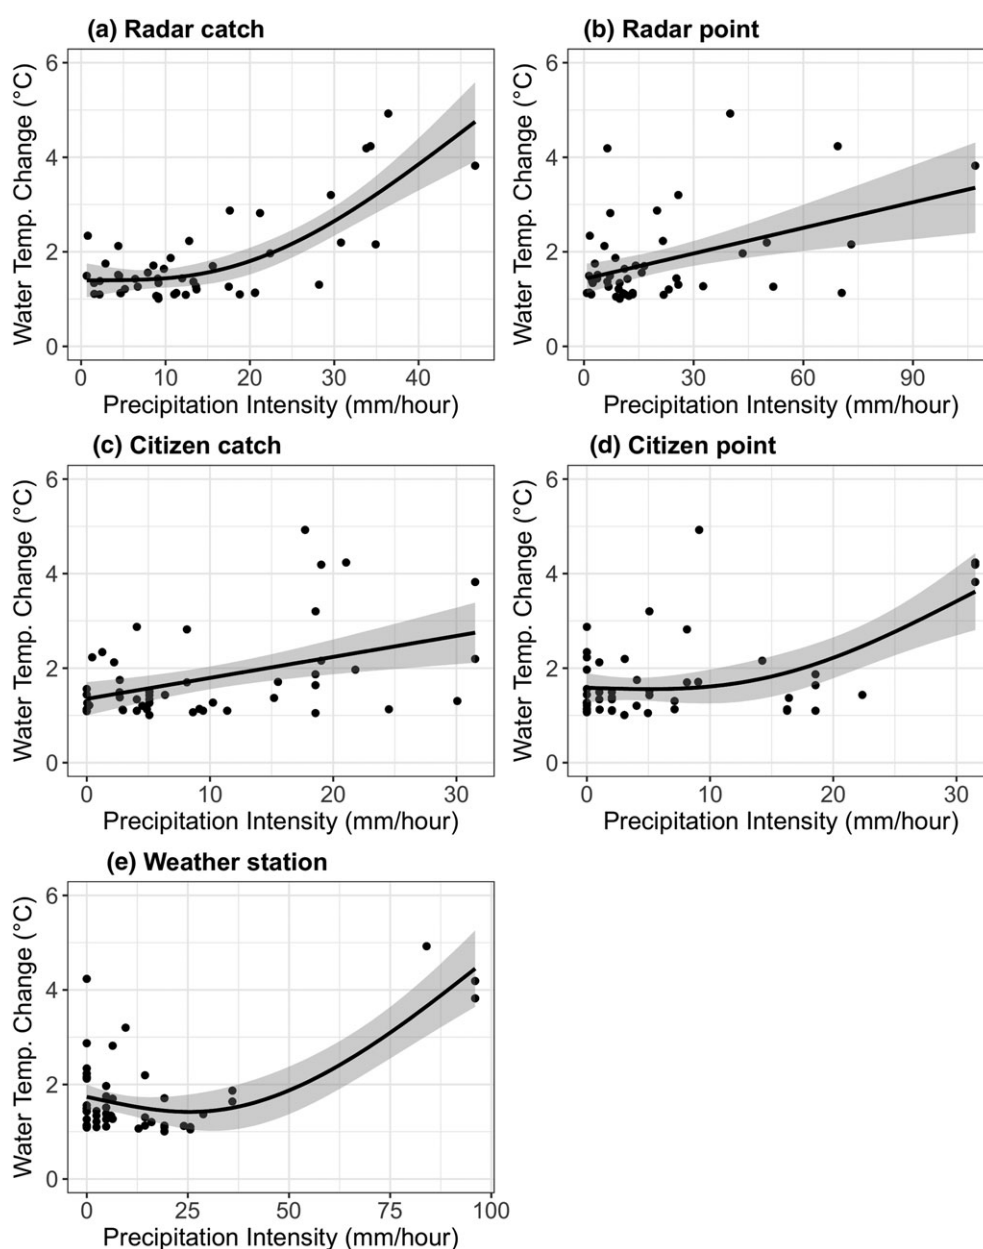 (a) Radar catch
Water Temp. Change (°C)
6
4
2
0
0 10 20 30 40
Precipitation Intensity (mm/hour)
(b) Radar point
Water Temp. Change (°C)
6
4
2
0
0 30 60 90
Precipitation Intensity (mm/hour)
(c) Citizen catch
Water Temp. Change (°C)
6
4
2
0
0 10 20 30
Precipitation Intensity (mm/hour)
(d) Citizen point
Water Temp. Change (°C)
6
4
2
0
0 10 20 30
Precipitation Intensity (mm/hour)
(e) Weather station
Water Temp. Change (°C)
6
4
2
0
0 25 50 75 100
Precipitation Intensity (mm/hour)